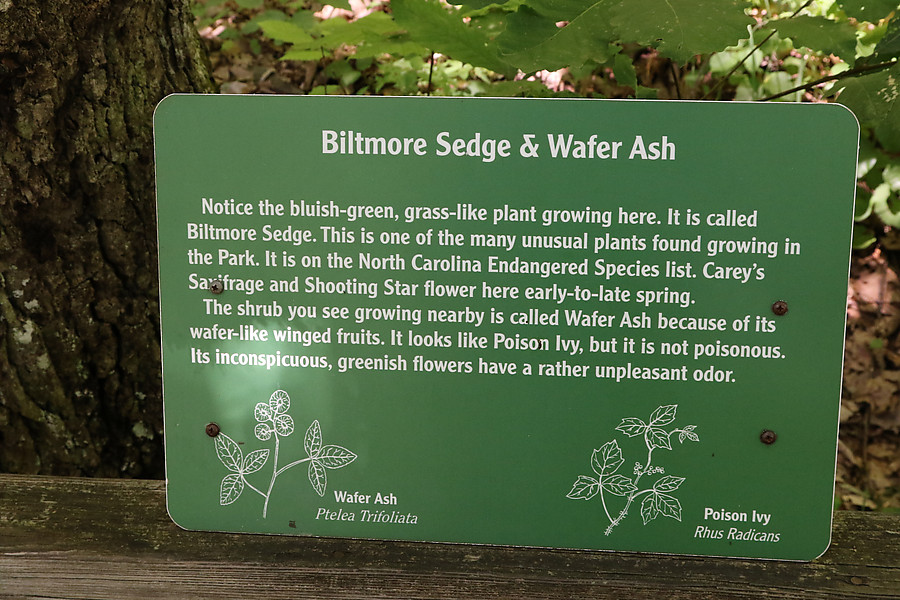 Biltmore Sedge & Wafer Ash
Notice the bluish-green, grass-like plant growing here. It is called
Biltmore Sedge. This is one of the many unusual plants found growing in
the Park. It is on the North Carolina Endangered Species list. Carey's
Saxifrage and Shooting Star flower here early-to-late spring.
The shrub you see growing nearby is called Wafer Ash because of its
wafer-like winged fruits. It looks like Poison Ivy, but it is not poisonous.
Its inconspicuous, greenish flowers have a rather unpleasant odor.
Wafer Ash
Ptelea Trifoliata
Poison Ivy
Rhus Radicans